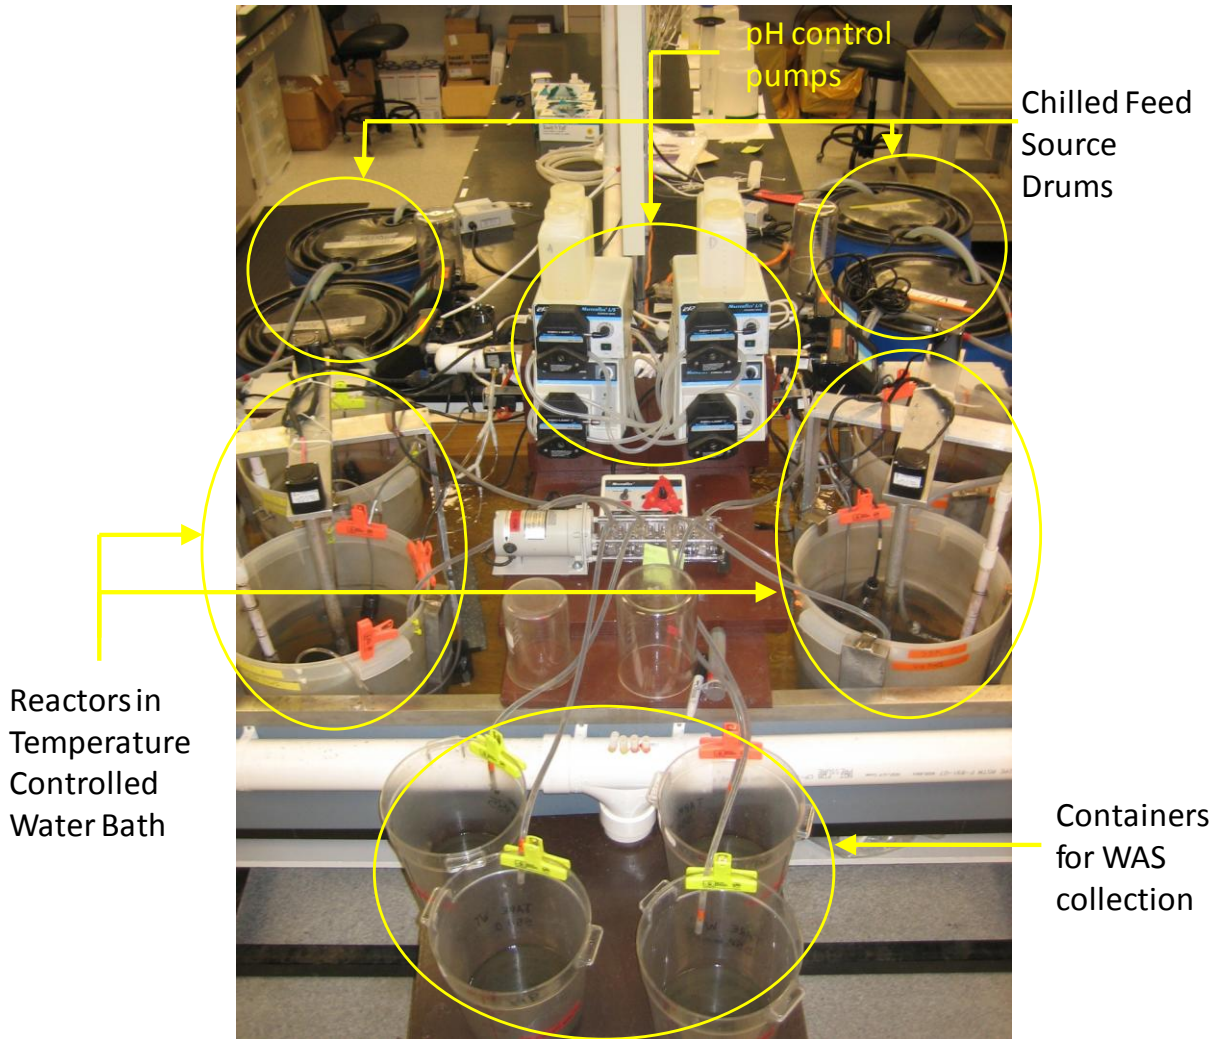 pH control
pumps
Chilled Feed
Source
Drums
Reactors in
Temperature
Controlled
Water Bath
Containers
for WAS
collection